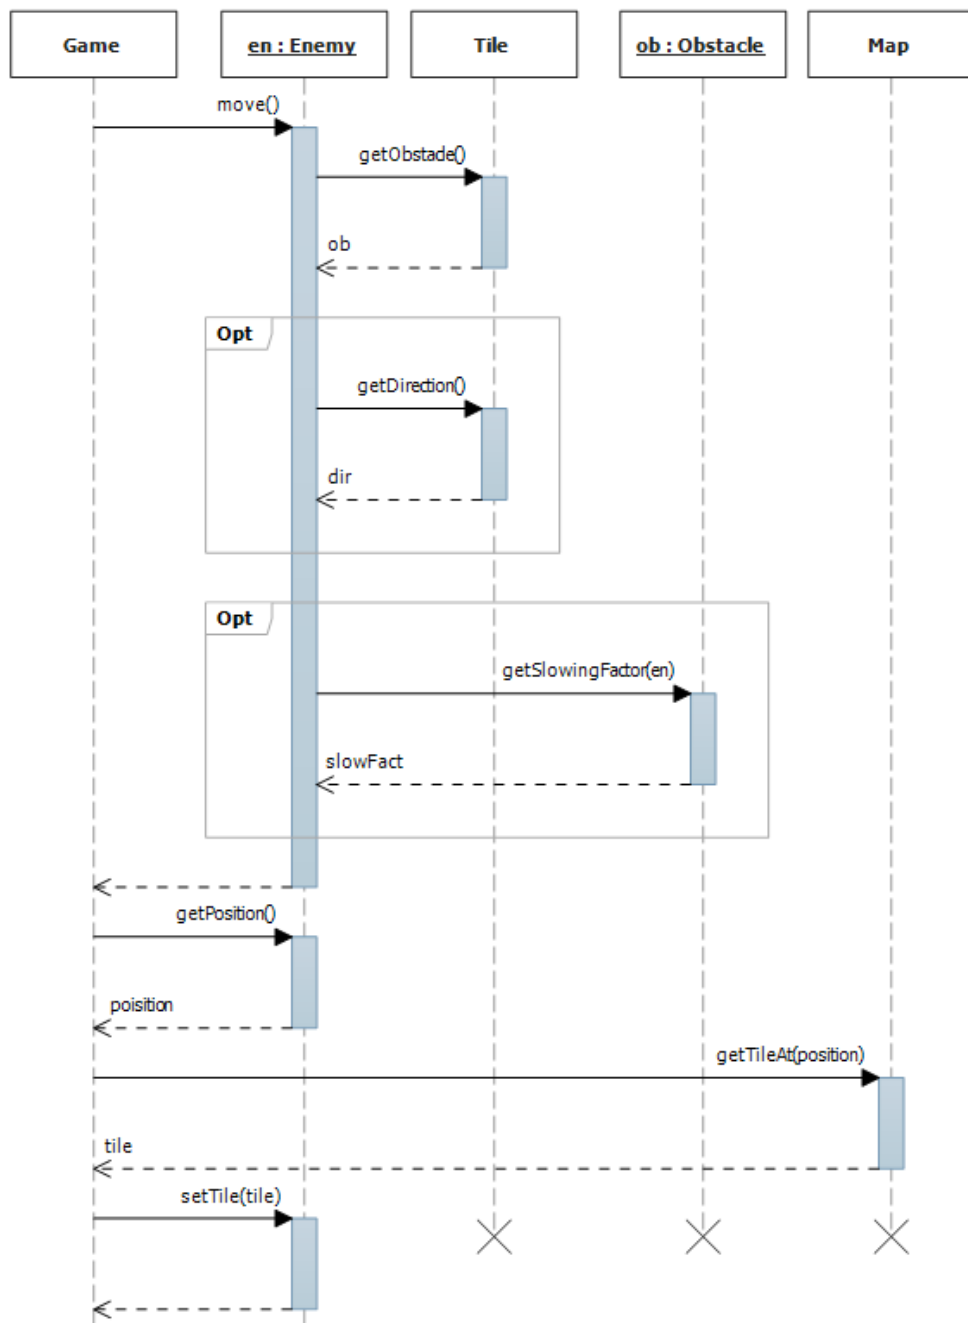 Game
en : Enemy
Tile
ob : Obstacle
Map
move()
getObstade()
ob
Opt
getDirection()
dir
Opt
getSlowingFactor(en)
slowFact
getPosition()
poisition
getTileAt(position)
tile
setTile(tile)